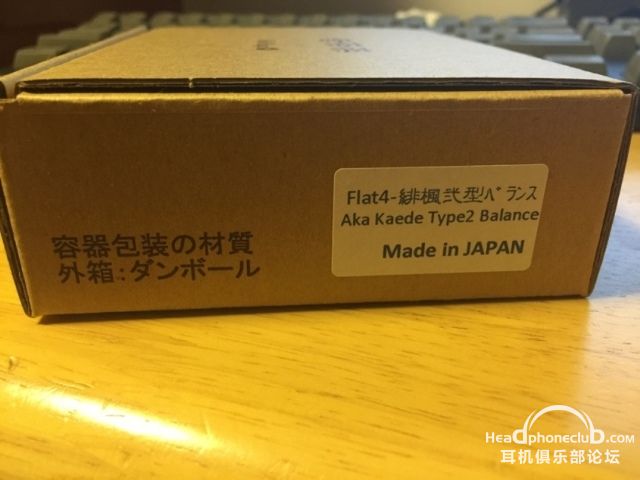 Flat4-緋楓弐型ﾊﾞﾗﾝｽ
Aka Kaede Type2 Balance
Made in JAPAN
容器包装の材質
外箱:ダンボール
Headphoneclub.com
耳机俱乐部论坛